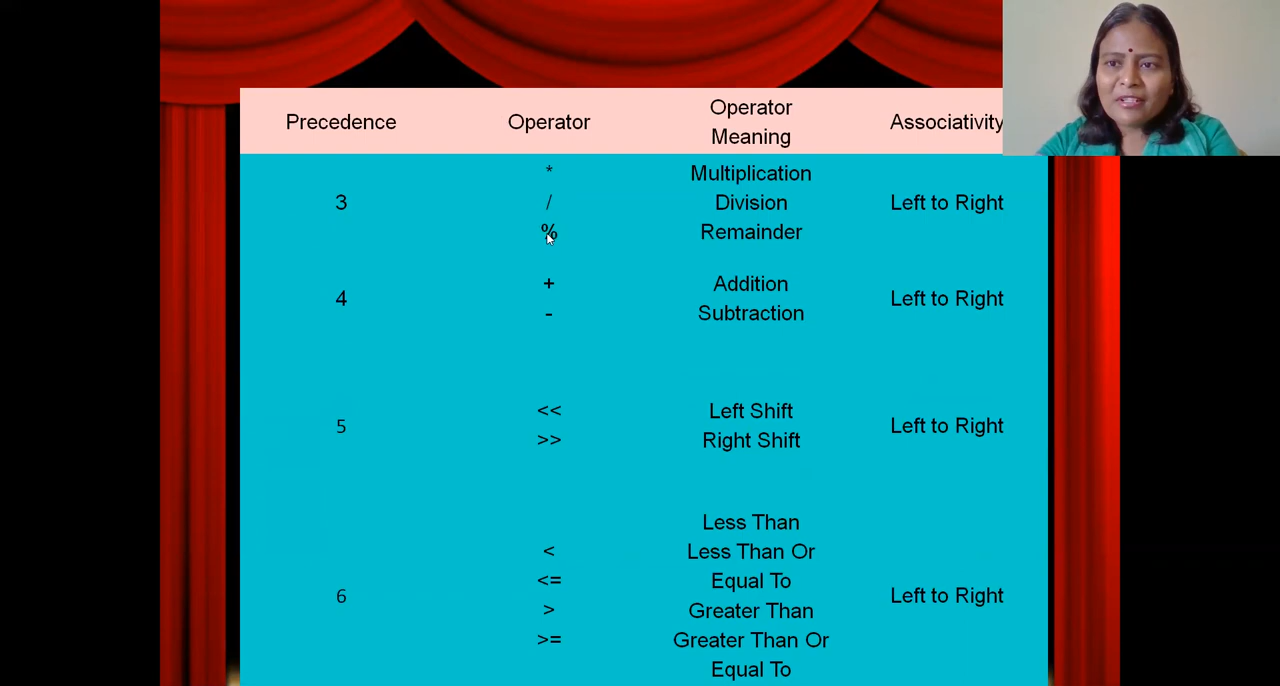 Precedence Operator Operator Meaning Associativity
3
*
/
%
Multiplication
Division
Remainder
Left to Right
4
+
-
Addition
Subtraction
Left to Right
5
<<
>>
Left Shift
Right Shift
Left to Right
6
<
<=
>
>=
Less Than
Less Than Or
Equal To
Greater Than
Greater Than Or
Equal To
Left to Right